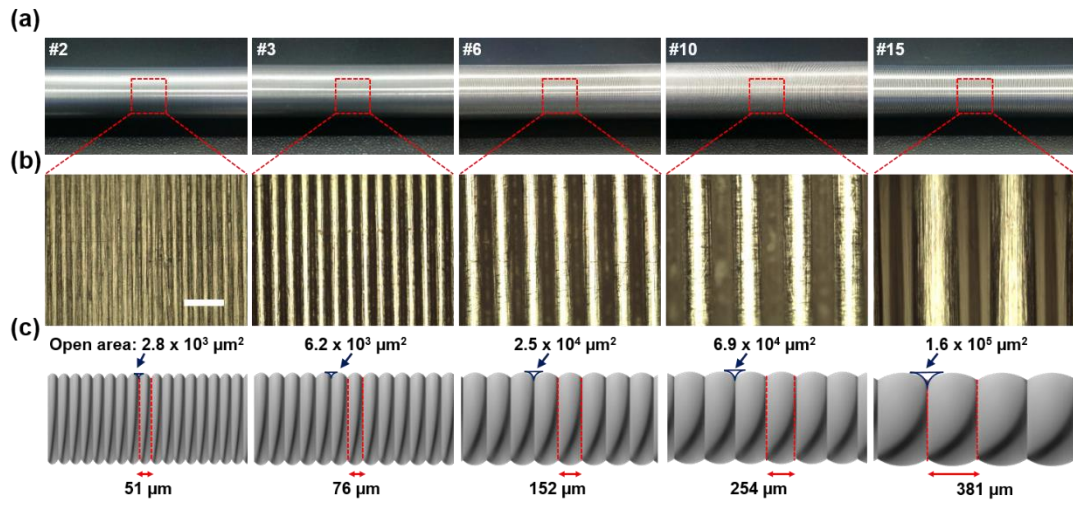 (a)
#2 #3 #6 #10 #15
(b)
(c)
Open area: 2.8 x 10³ μm² 6.2 x 10³ μm² 2.5 x 10⁴ μm² 6.9 x 10⁴ μm² 1.6 x 10⁵ μm²
51 μm 76 μm 152 μm 254 μm 381 μm